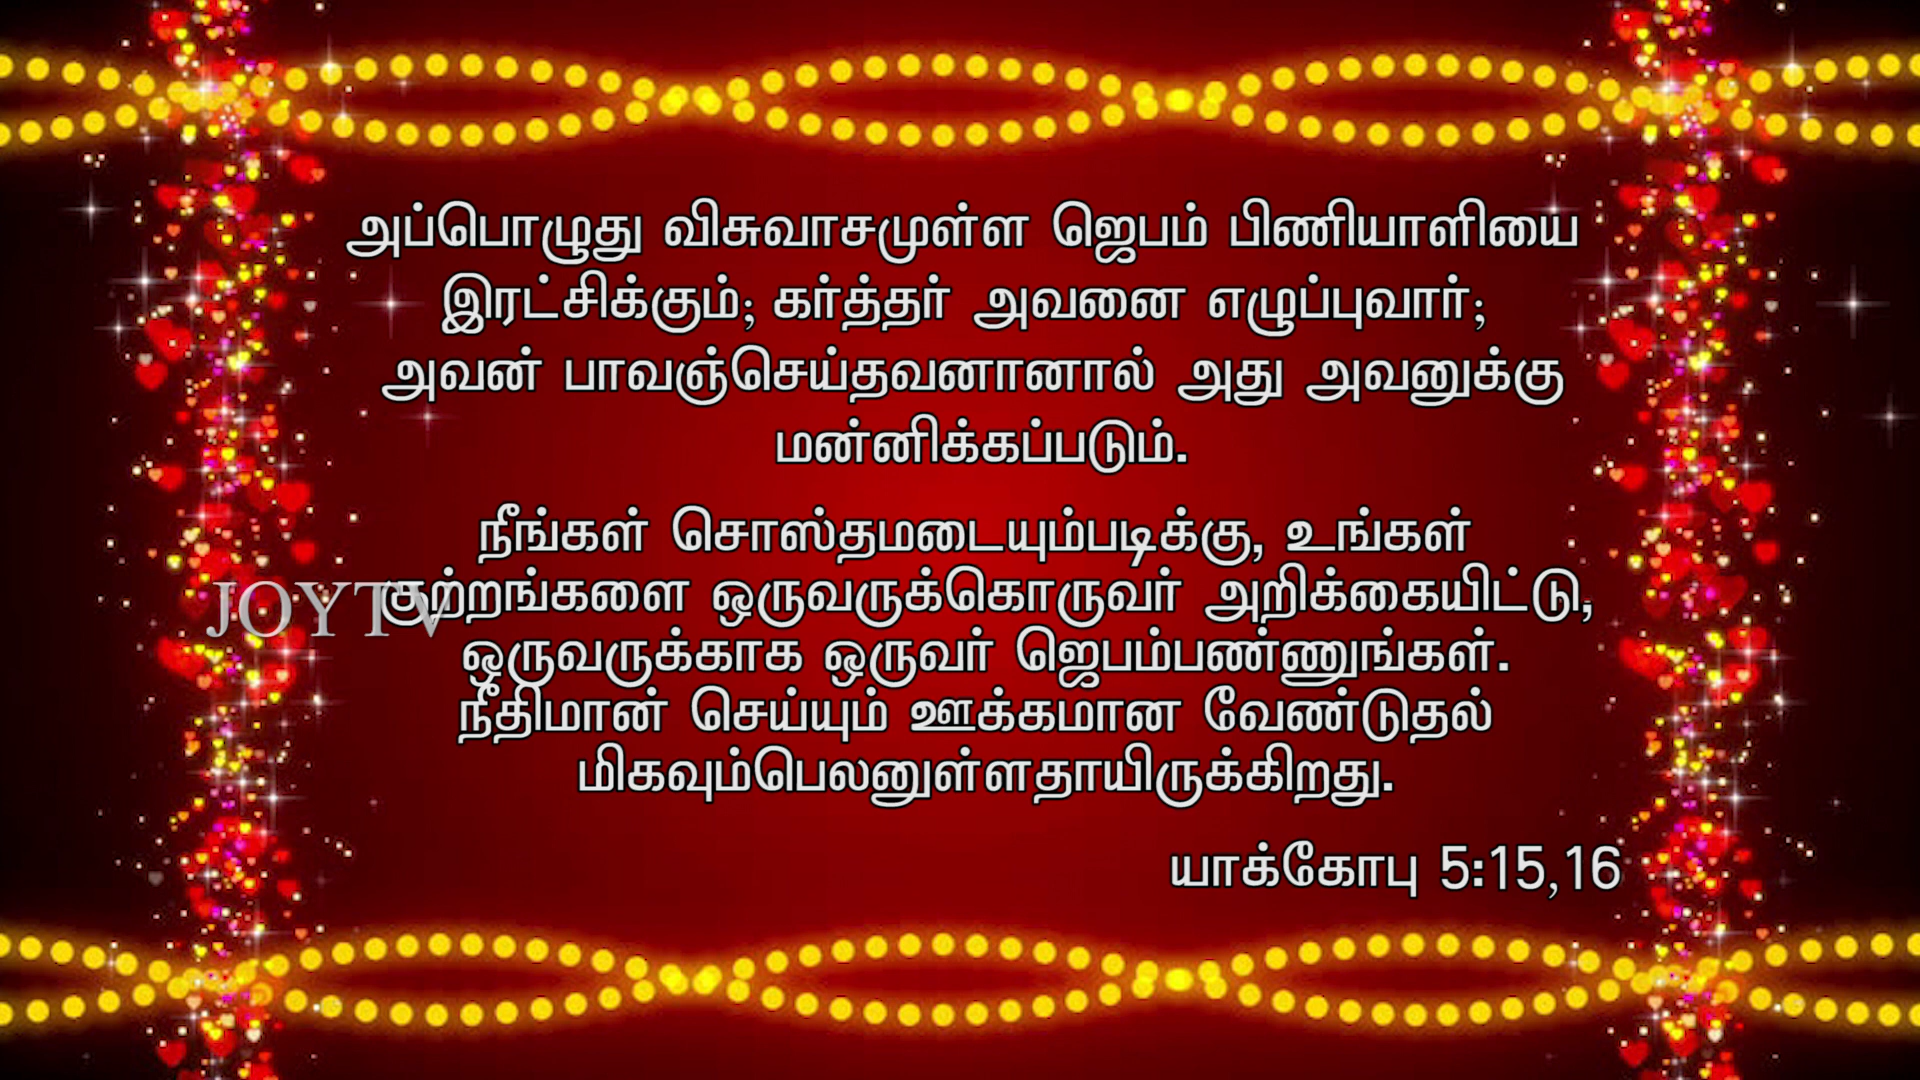 அப்பொழுது விசுவாசமுள்ள ஜெபம் பிணியாளியை
இரட்சிக்கும்; கர்த்தர் அவனை எழுப்புவார்;
அவன் பாவஞ்செய்தவனானால் அது அவனுக்கு
மன்னிக்கப்படும்.
நீங்கள் சொஸ்தமடையும்படிக்கு, உங்கள்
குற்றங்களை ஒருவருக்கொருவர் அறிக்கையிட்டு,
JOYTV
ஒருவருக்காக ஒருவர் ஜெபம்பண்ணுங்கள்.
நீதிமான் செய்யும் ஊக்கமான வேண்டுதல்
மிகவும்பெலனுள்ளதாயிருக்கிறது.
யாக்கோபு 5:15,16